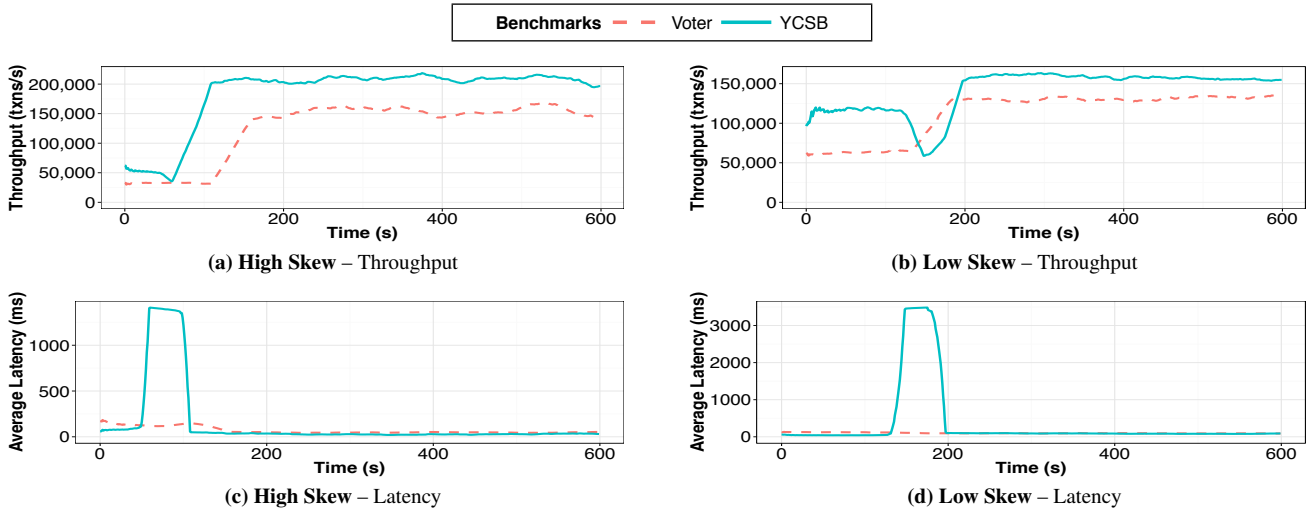 Benchmarks Voter YCSB
Throughput (txns/s)
200,000
150,000
100,000
50,000
0
0 200 400 600
Time (s)
(a) High Skew – Throughput
Throughput (txns/s)
150,000
100,000
50,000
0
0 200 400 600
Time (s)
(b) Low Skew – Throughput
Average Latency (ms)
1000
500
0
0 200 400 600
Time (s)
(c) High Skew – Latency
Average Latency (ms)
3000
2000
1000
0
0 200 400 600
Time (s)
(d) Low Skew – Latency